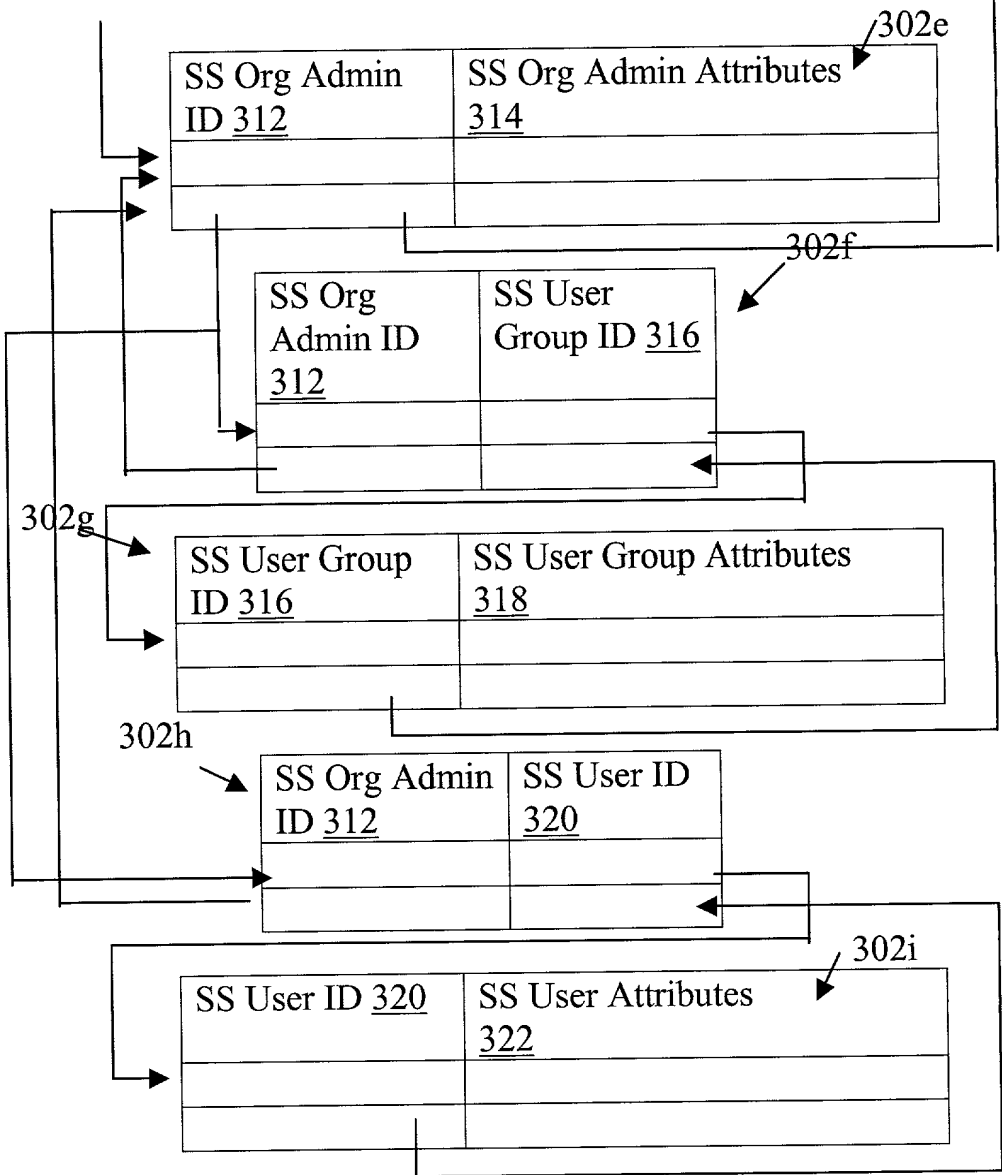 302e
SS Org Admin
ID 312
SS Org Admin Attributes
314
302f
SS Org
Admin ID
312
SS User
Group ID 316
302g
SS User Group
ID 316
SS User Group Attributes
318
302h
SS Org Admin
ID 312
SS User ID
320
302i
SS User ID 320
SS User Attributes
322